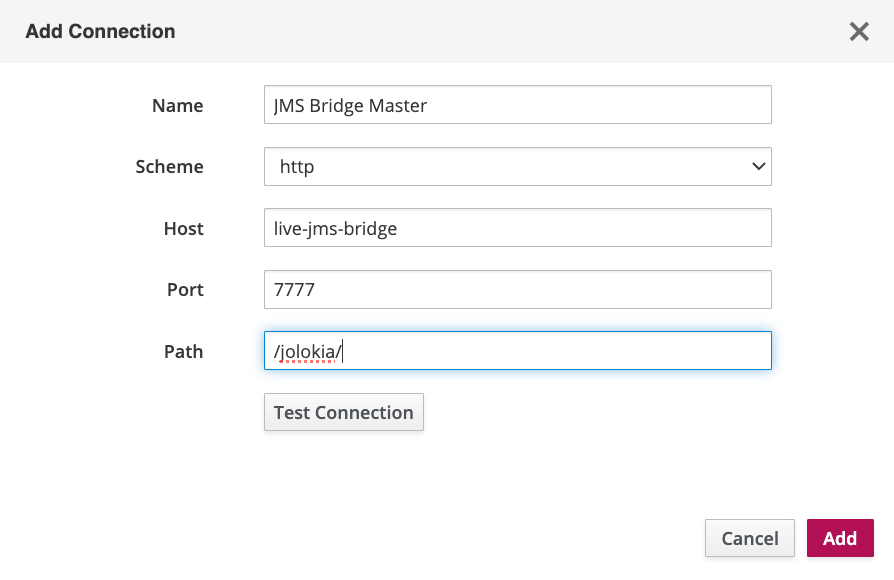 Add Connection
Name JMS Bridge Master
Scheme http
Host live-jms-bridge
Port 7777
Path /jolokia/
Test Connection
Cancel Add